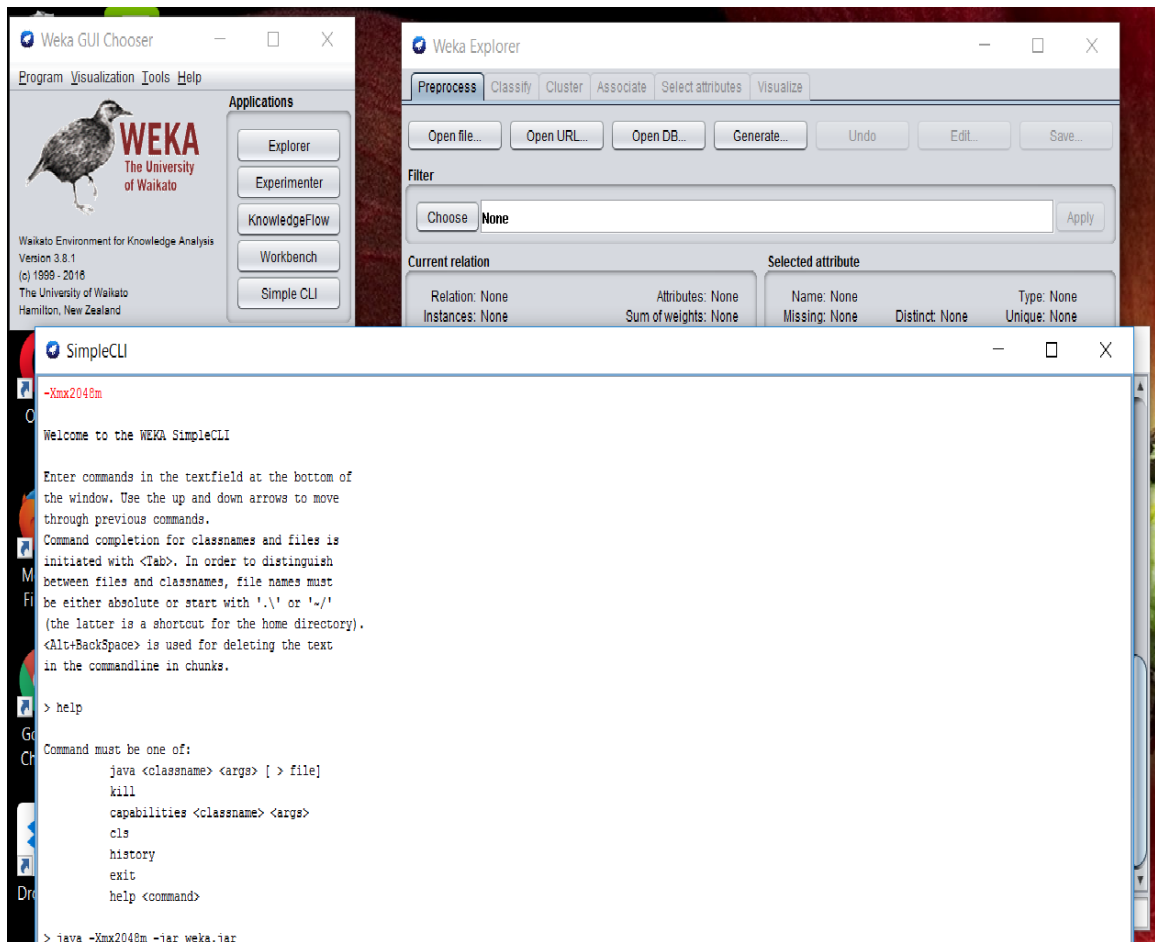 Weka GUI Chooser
Program Visualization Tools Help
Applications
WEKA
The University
of Waikato
Explorer
Experimenter
KnowledgeFlow
Workbench
Simple CLI
Waikato Environment for Knowledge Analysis
Version 3.8.1
(c) 1999 - 2016
The University of Waikato
Hamilton, New Zealand
Weka Explorer
Preprocess Classify Cluster Associate Select attributes Visualize
Open file... Open URL... Open DB... Generate... Undo Edit... Save...
Filter
Choose None Apply
Current relation
Relation: None Attributes: None
Instances: None Sum of weights: None
Selected attribute
Name: None Type: None
Missing: None Distinct: None Unique: None
SimpleCLI
-Xmx2048m
Welcome to the WEKA SimpleCLI
Enter commands in the textfield at the bottom of
the window. Use the up and down arrows to move
through previous commands.
Command completion for classnames and files is
initiated with <Tab>. In order to distinguish
between files and classnames, file names must
be either absolute or start with '.\' or '~/'
(the latter is a shortcut for the home directory).
<Alt+BackSpace> is used for deleting the text
in the commandline in chunks.
> help
Command must be one of:
java <classname> <args> [ > file]
kill
capabilities <classname> <args>
cls
history
exit
help <command>
> java -Xmx2048m -jar weka.jar